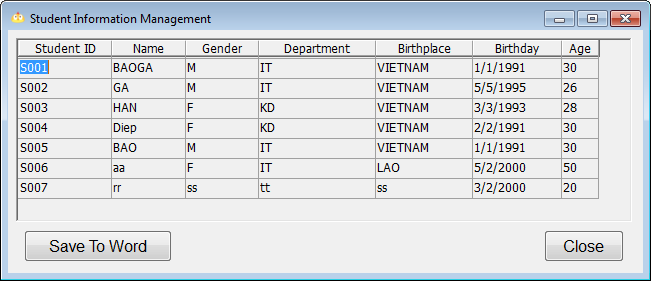 Student Information Management
Student ID Name Gender Department Birthplace Birthday Age
S001 BAOGA M IT VIETNAM 1/1/1991 30
S002 GA M IT VIETNAM 5/5/1995 26
S003 HAN F KD VIETNAM 3/3/1993 28
S004 Diep F KD VIETNAM 2/2/1991 30
S005 BAO M IT VIETNAM 1/1/1991 30
S006 aa F IT LAO 5/2/2000 50
S007 rr ss tt ss 3/2/2000 20
Save To Word Close